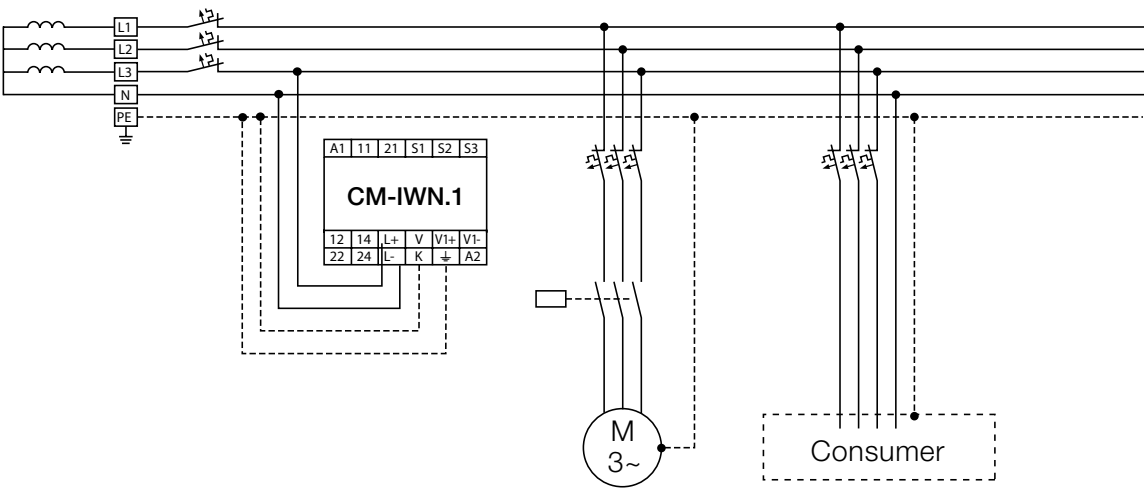 L1
L2
L3
N
PE
A1 11 21 S1 S2 S3
CM-IWN.1
12 14 L+ V V1+ V1-
22 24 L- K ⏚ A2
M
3~
Consumer